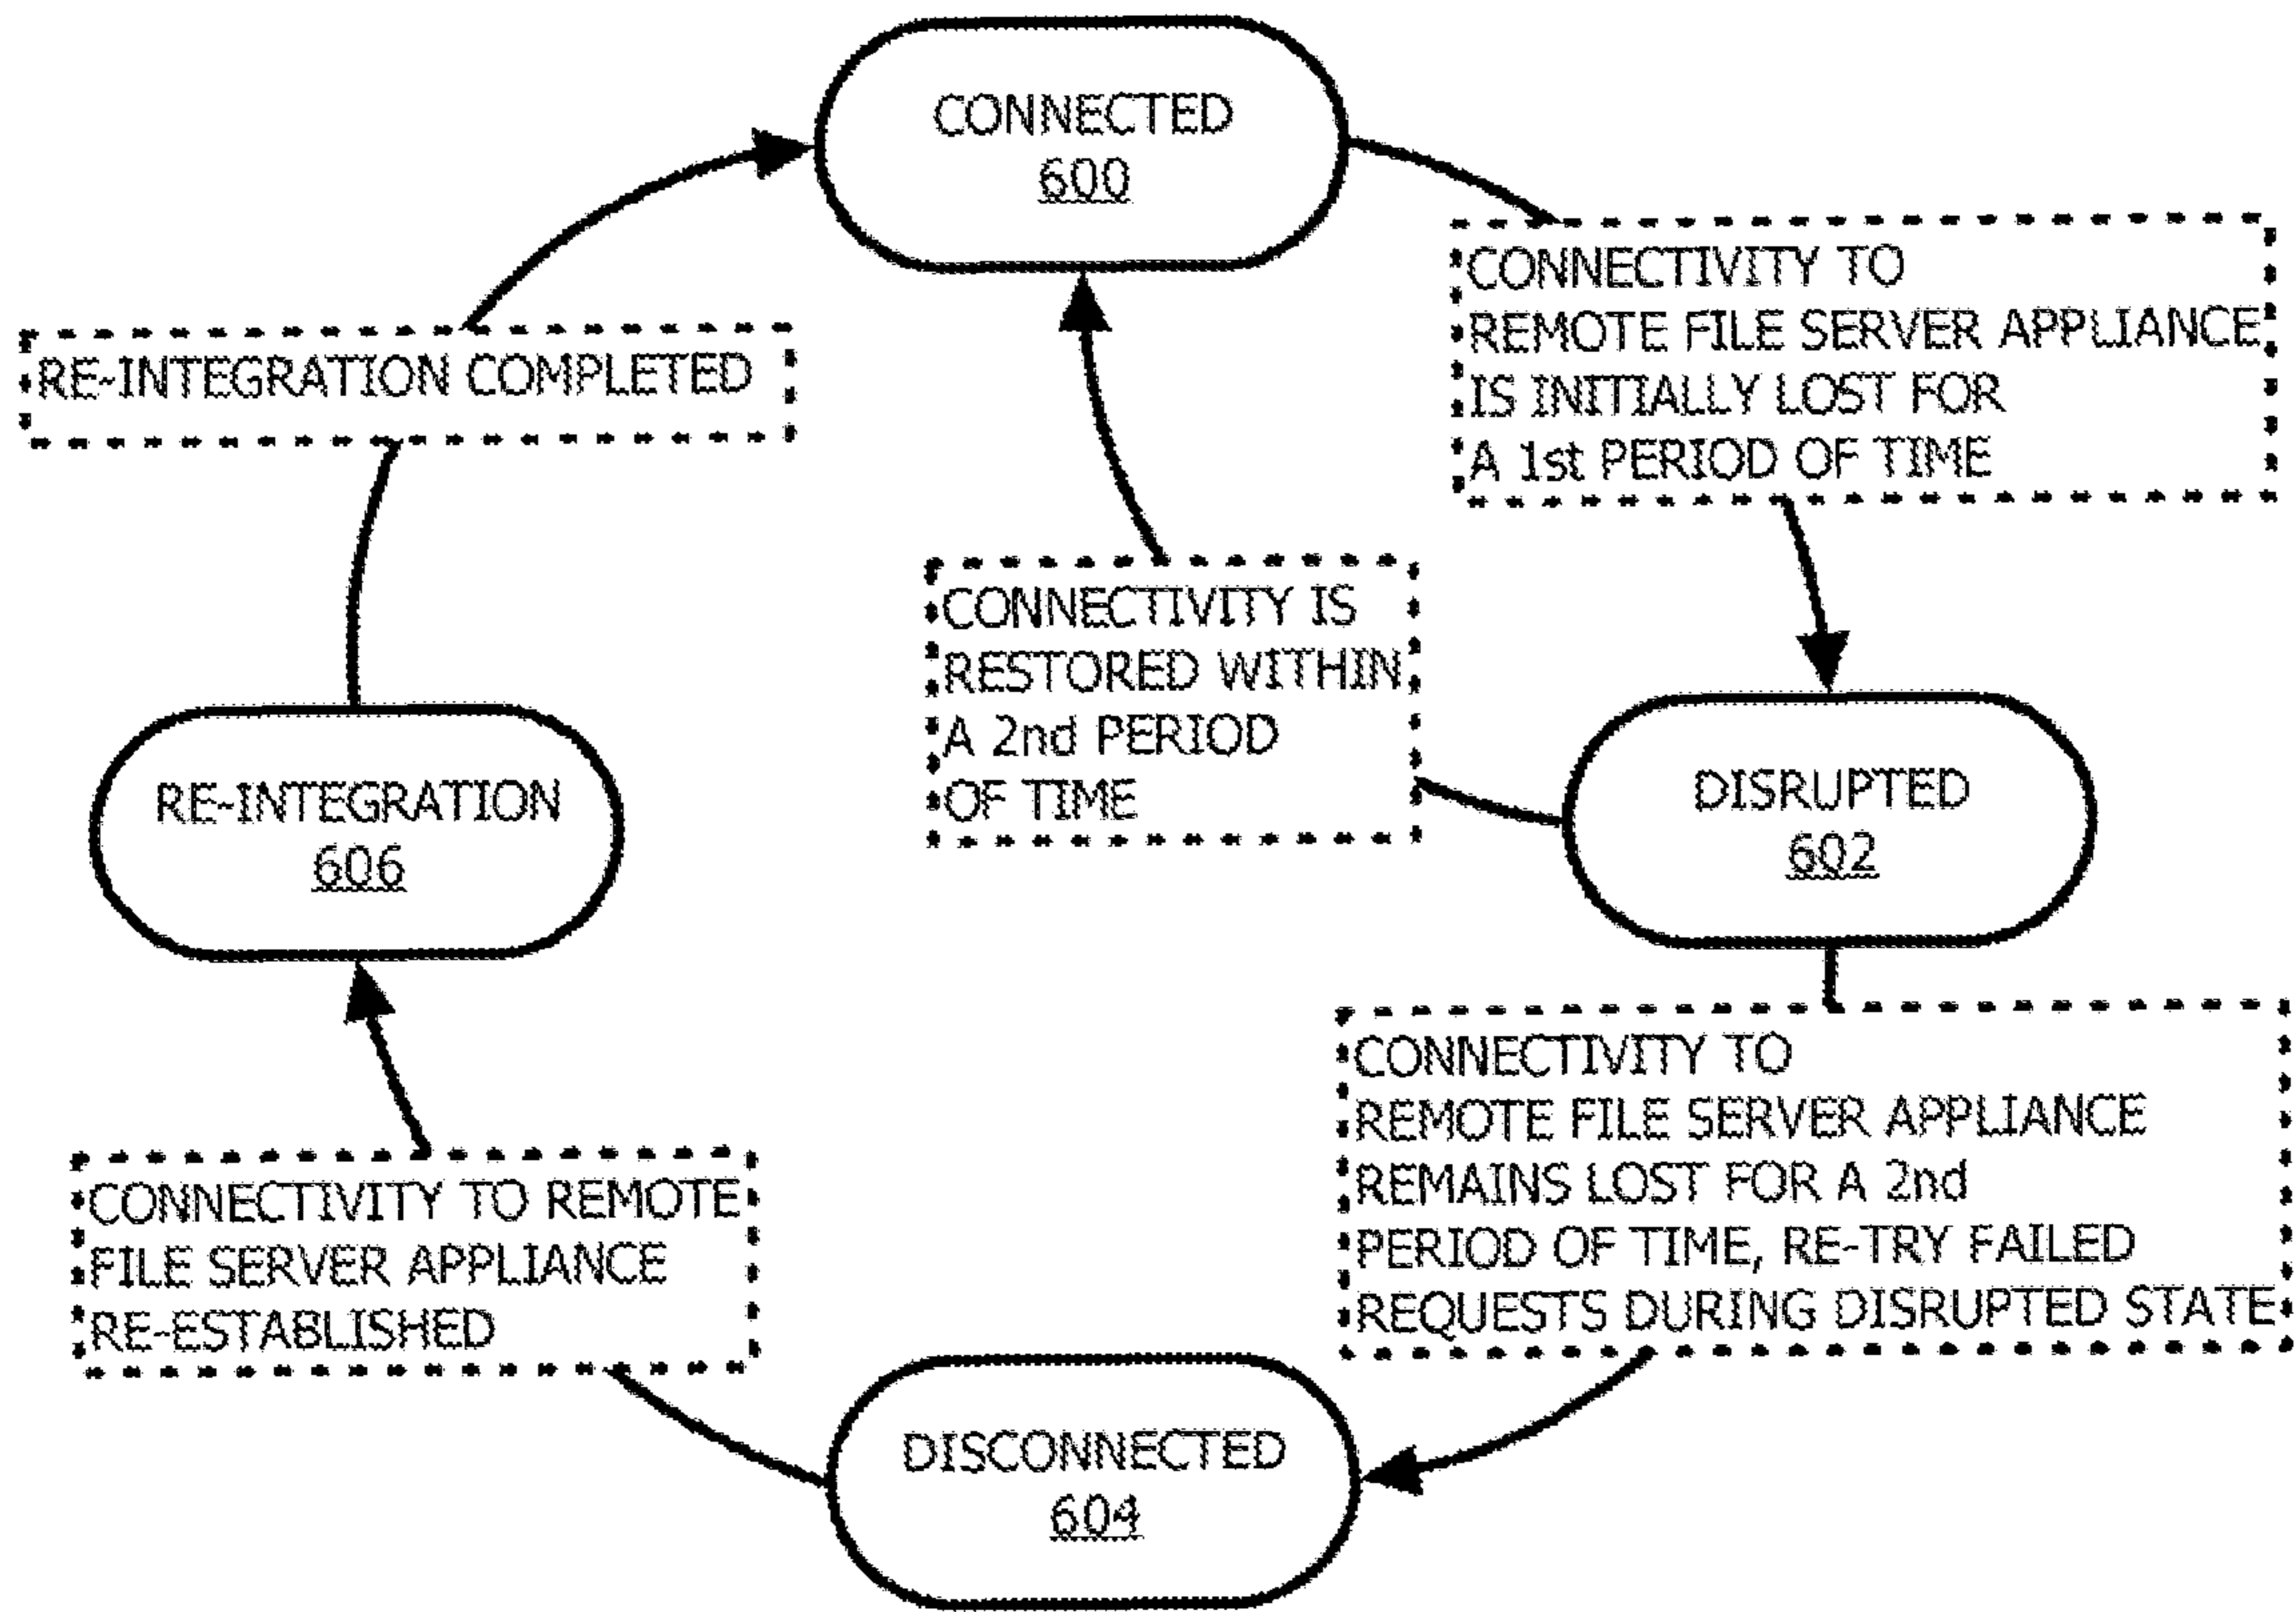 CONNECTED
600
CONNECTIVITY TO
REMOTE FILE SERVER APPLIANCE
IS INITIALLY LOST FOR
A 1st PERIOD OF TIME
RE-INTEGRATION COMPLETED
CONNECTIVITY IS
RESTORED WITHIN
A 2nd PERIOD
OF TIME
RE-INTEGRATION
606
DISRUPTED
602
CONNECTIVITY TO
REMOTE FILE SERVER APPLIANCE
REMAINS LOST FOR A 2nd
PERIOD OF TIME, RE-TRY FAILED
REQUESTS DURING DISRUPTED STATE
CONNECTIVITY TO REMOTE
FILE SERVER APPLIANCE
RE-ESTABLISHED
DISCONNECTED
604